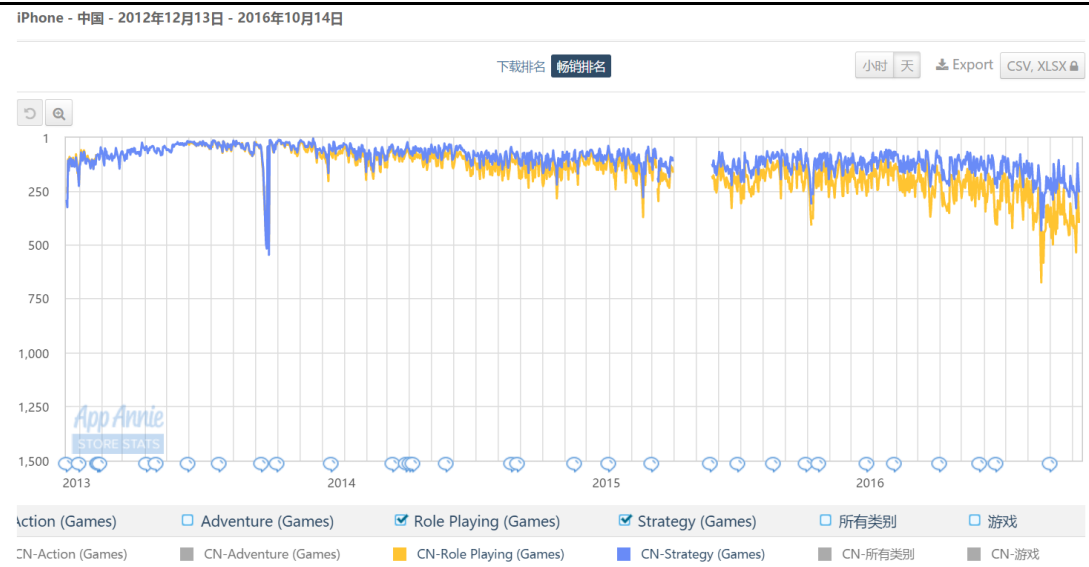 iPhone - 中国 - 2012年12月13日 - 2016年10月14日
下载排名 畅销排名 小时 天 Export CSV, XLSX
1
250
500
750
1,000
1,250
1,500
App Annie
STORE STATS
2013 2014 2015 2016
Action (Games) Adventure (Games) Role Playing (Games) Strategy (Games) 所有类别 游戏
CN-Action (Games) CN-Adventure (Games) CN-Role Playing (Games) CN-Strategy (Games) CN-所有类别 CN-游戏